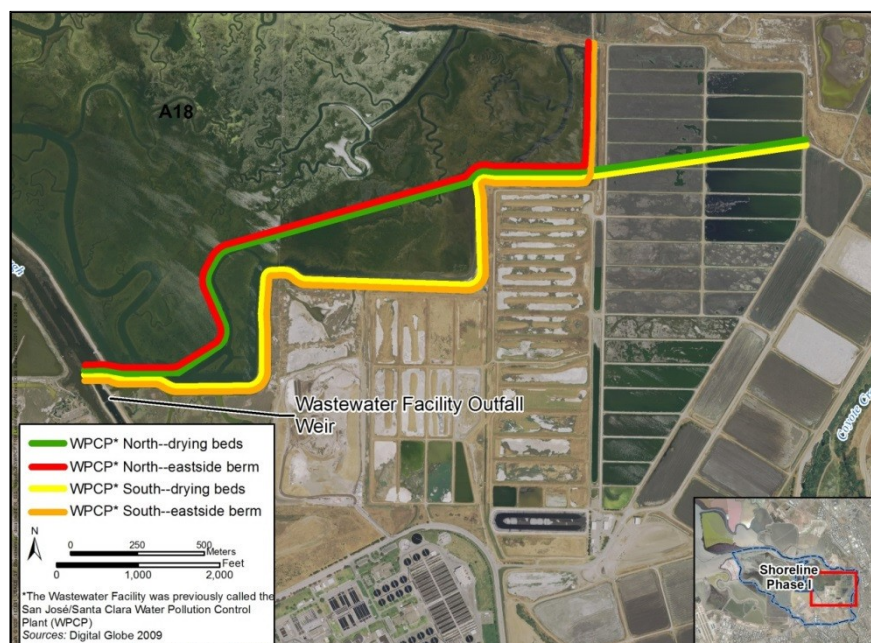 A18
Wastewater Facility Outfall
Weir
WPCP* North--drying beds
WPCP* North--eastside berm
WPCP* South--drying beds
WPCP* South--eastside berm
N
0 250 500
Meters
Feet
0 1,000 2,000
*The Wastewater Facility was previously called the
San José/Santa Clara Water Pollution Control
Plant (WPCP)
Sources: Digital Globe 2009
Shoreline
Phase I